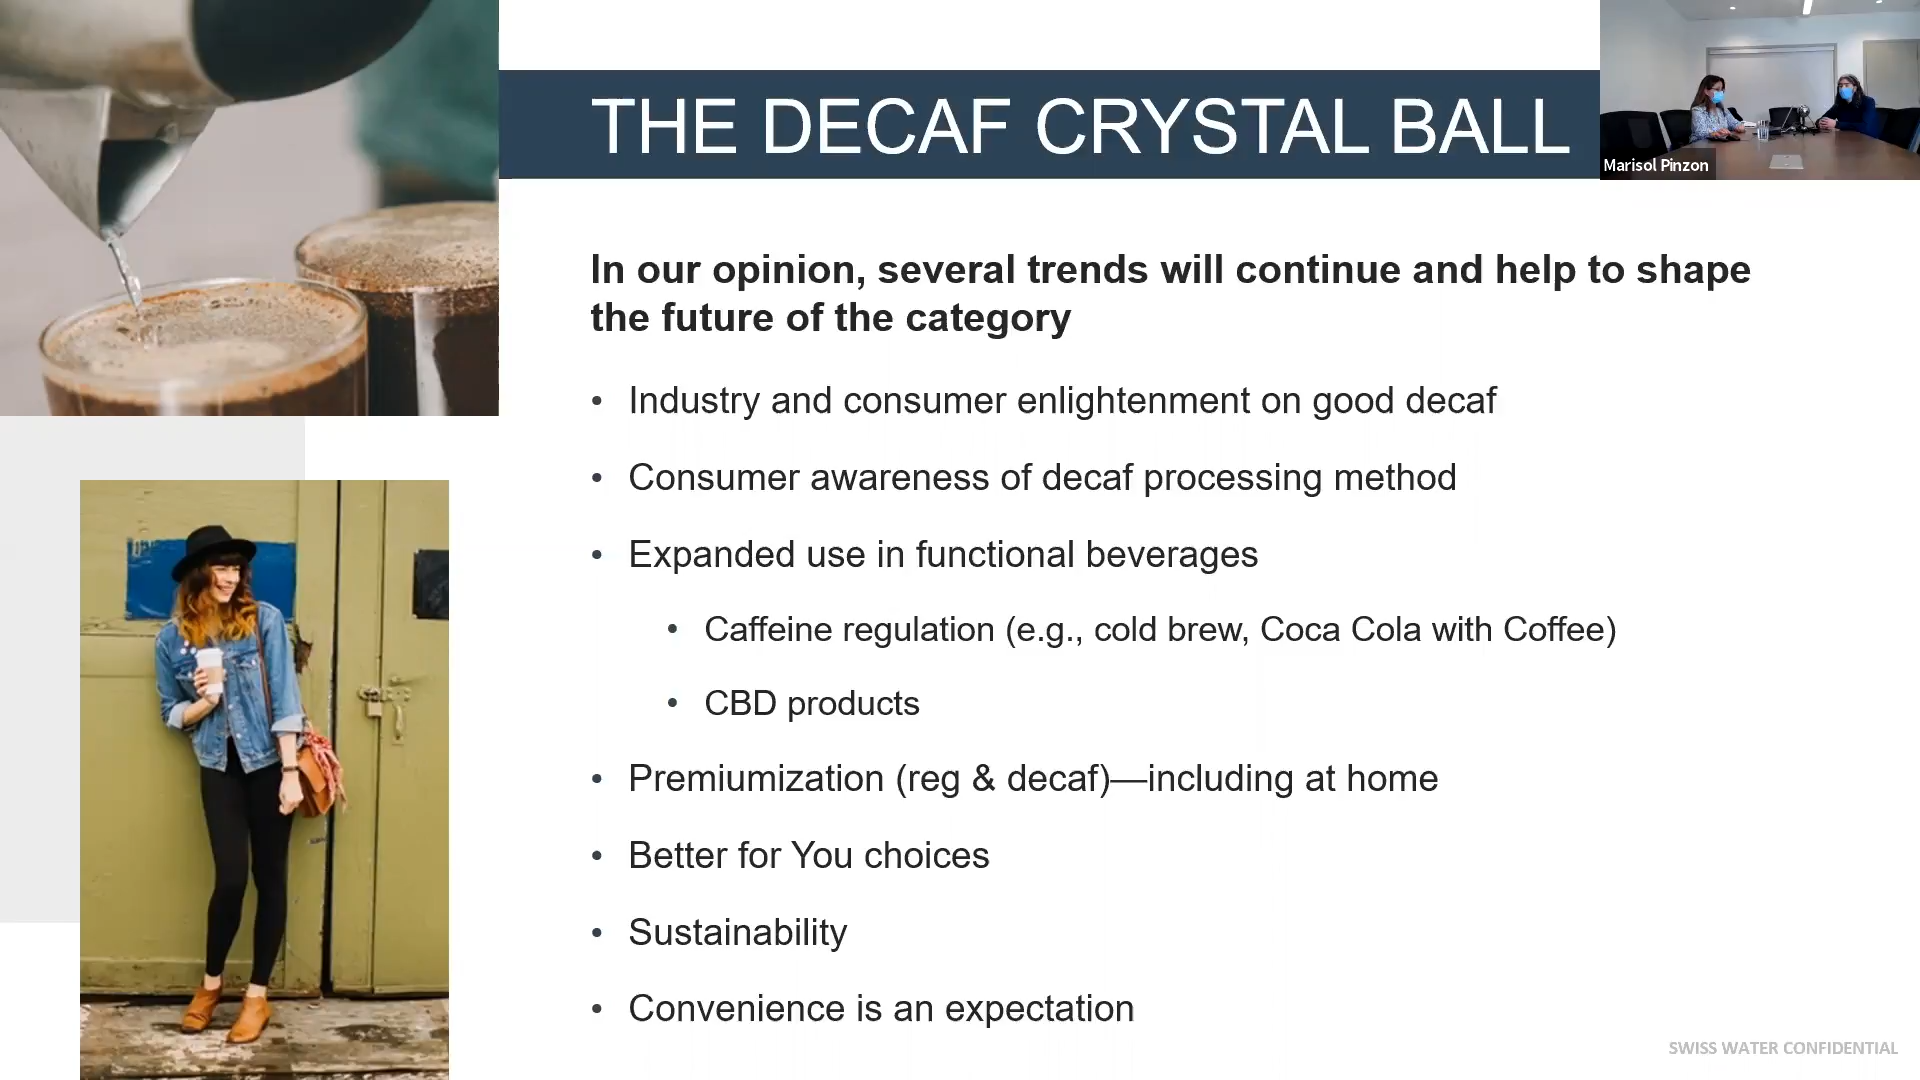 THE DECAF CRYSTAL BALL
Marisol Pinzon
In our opinion, several trends will continue and help to shape
the future of the category
• Industry and consumer enlightenment on good decaf
• Consumer awareness of decaf processing method
• Expanded use in functional beverages
• Caffeine regulation (e.g., cold brew, Coca Cola with Coffee)
• CBD products
• Premiumization (reg & decaf)—including at home
• Better for You choices
• Sustainability
• Convenience is an expectation
SWISS WATER CONFIDENTIAL